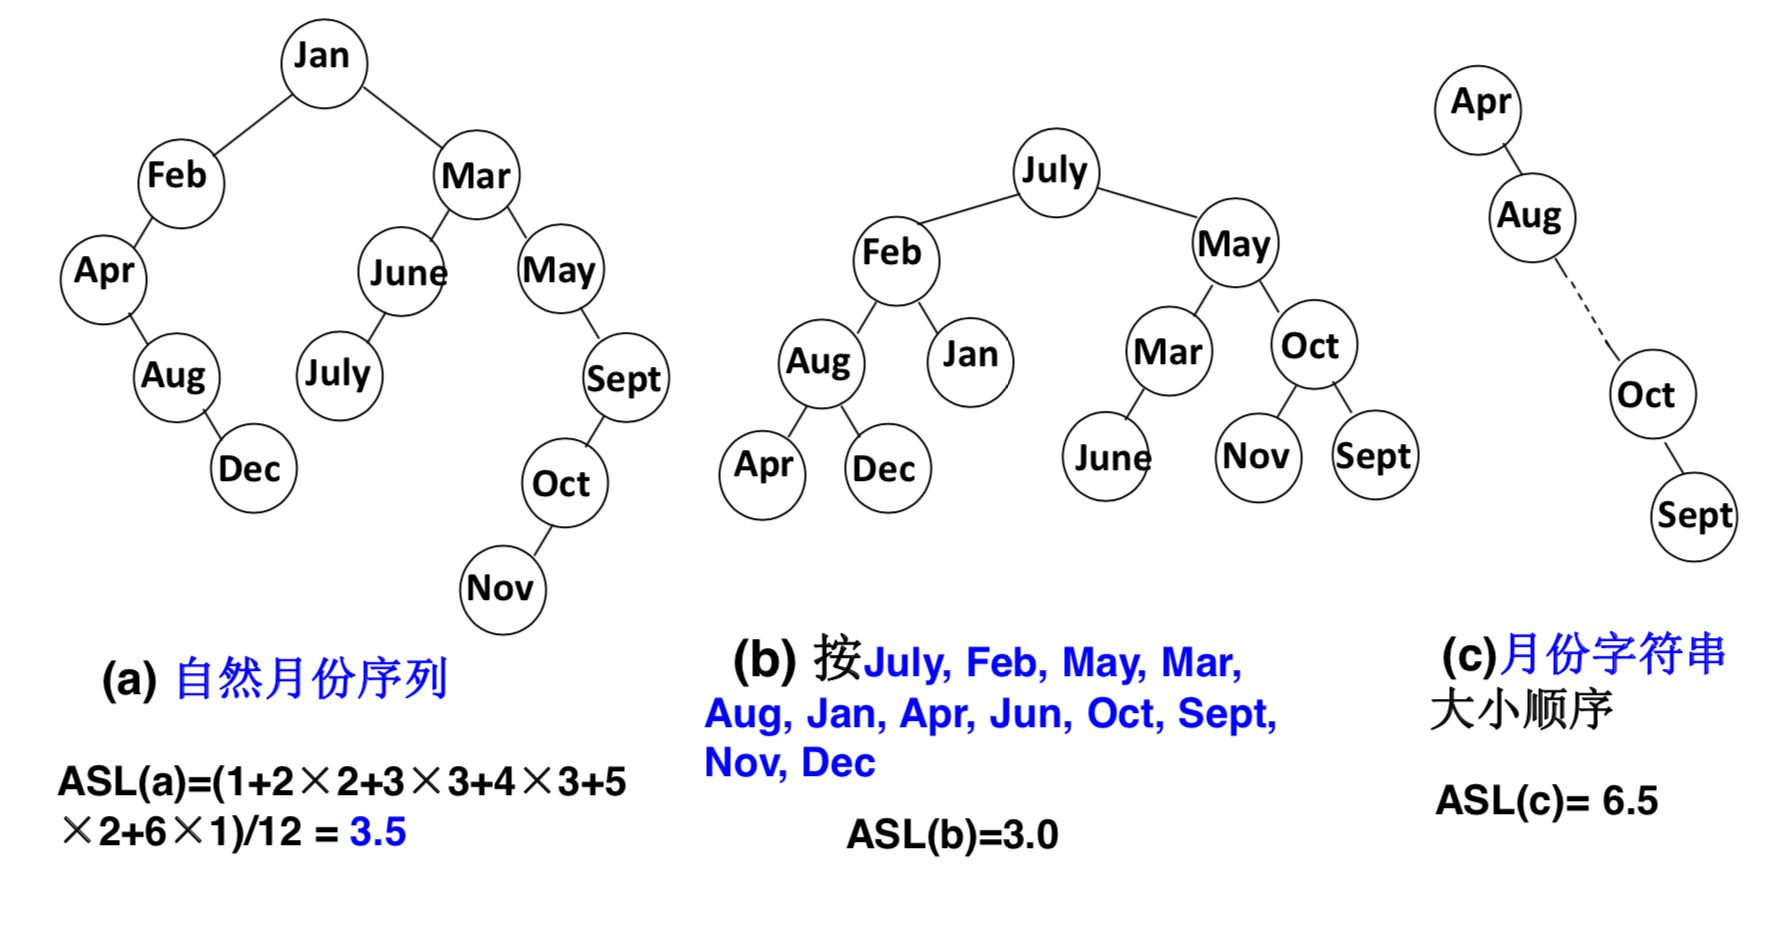 Jan
Feb
Mar
Apr
June
May
Aug
July
Sept
Dec
Oct
Nov
(a) 自然月份序列
ASL(a)=(1+2×2+3×3+4×3+5
×2+6×1)/12 = 3.5
July
Feb
May
Aug
Jan
Mar
Oct
Apr
Dec
June
Nov
Sept
(b) 按July, Feb, May, Mar,
Aug, Jan, Apr, Jun, Oct, Sept,
Nov, Dec
ASL(b)=3.0
Apr
Aug
Oct
Sept
(c)月份字符串
大小顺序
ASL(c)= 6.5